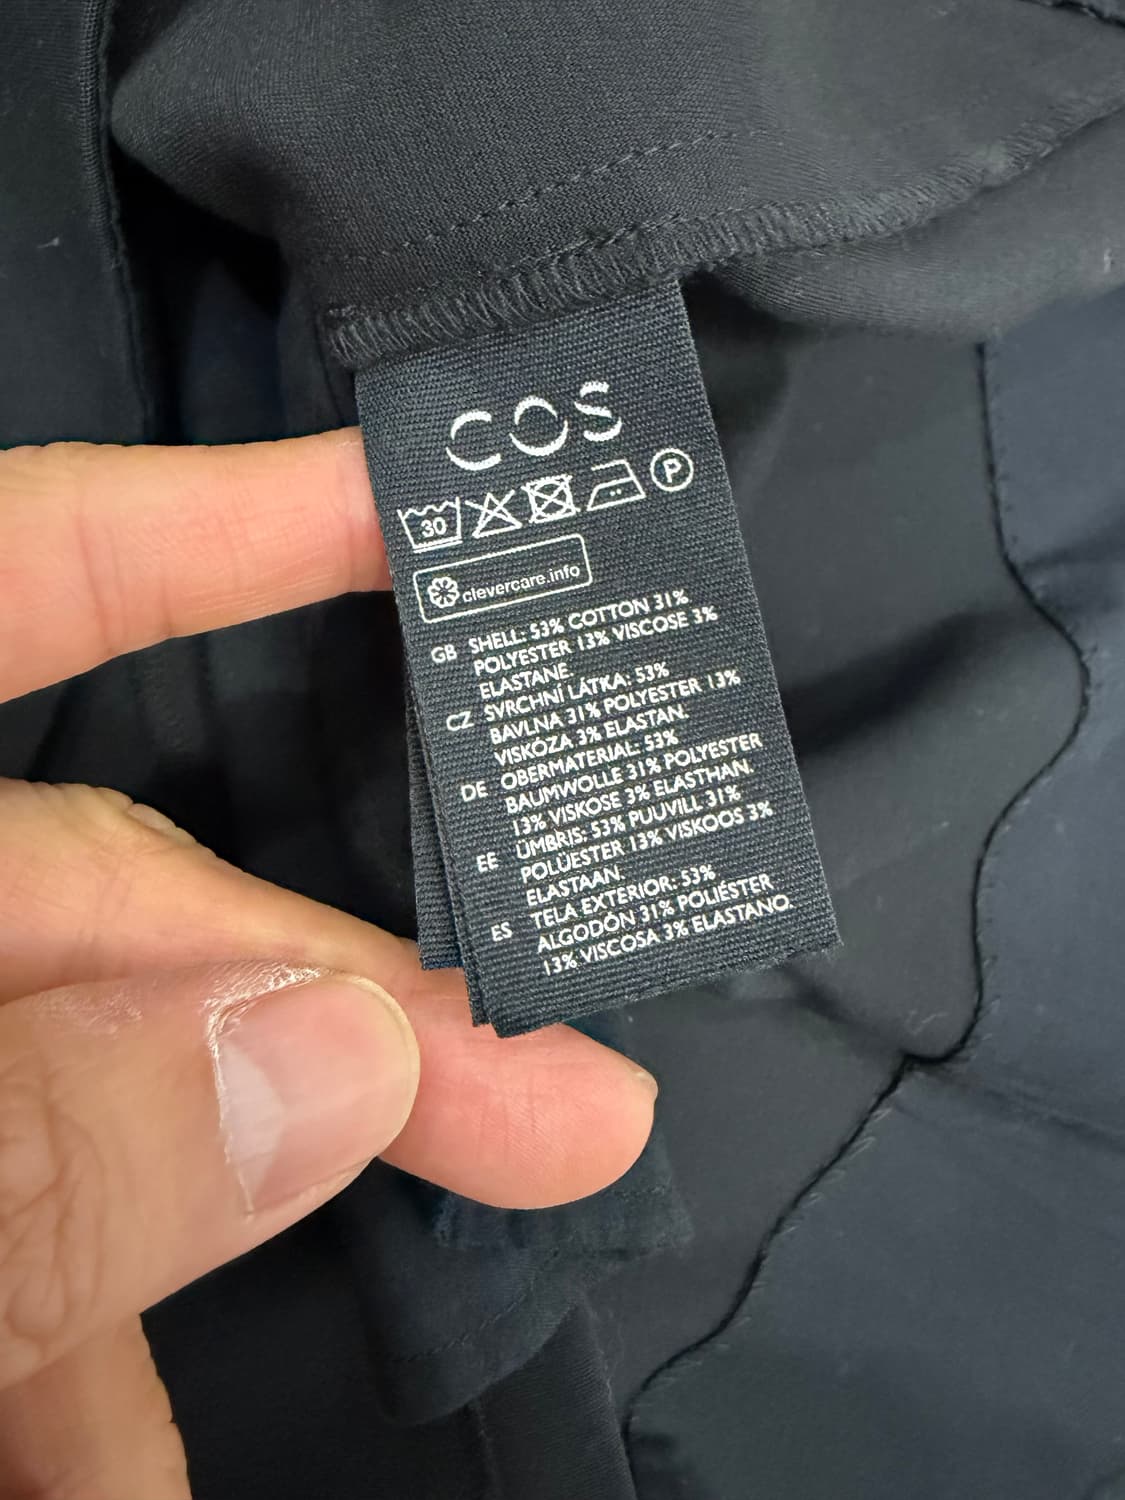 COS
30 P
clevercare.info
GB SHELL: 53% COTTON 31%
POLYESTER 13% VISCOSE 3%
ELASTANE
CZ SVRCHNÍ LÁTKA: 53%
BAVLNA 31% POLYESTER 13%
VISKÓZA 3% ELASTAN.
DE OBERMATERIAL: 53%
BAUMWOLLE 31% POLYESTER
13% VISKOSE 3% ELASTHAN.
EE ÜMBRIS: 53% PUUVILL 31%
POLÜESTER 13% VISKOOS 3%
ELASTAAN
ES TELA EXTERIOR: 53%
ALGODÓN 31% POLIÉSTER
13% VISCOSA 3% ELASTANO.